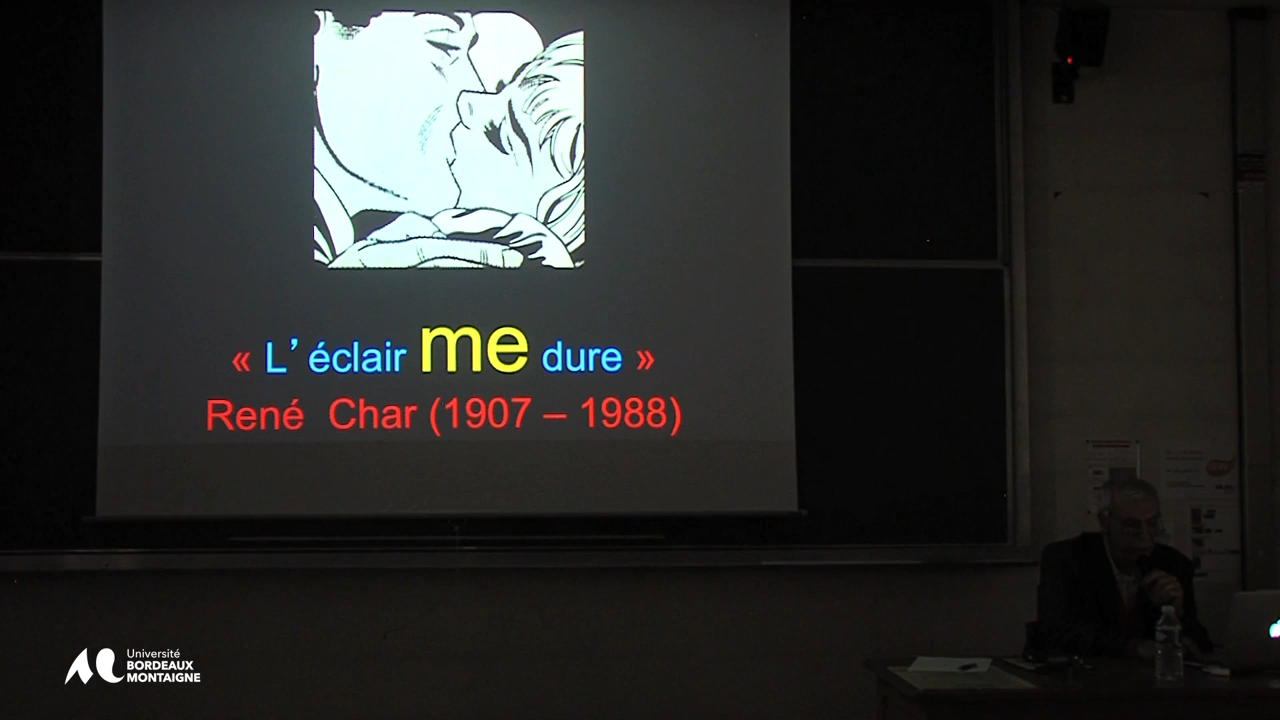 « L’éclair me dure »
René Char (1907 – 1988)
Université
BORDEAUX
MONTAIGNE